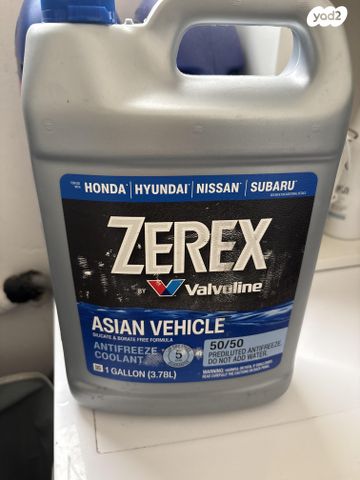 yad2
HONDA | HYUNDAI | NISSAN | SUBARU
ZEREX
BY Valvoline
ASIAN VEHICLE
SILICATE & BORATE FREE FORMULA
ANTIFREEZE
COOLANT
5
1 GALLON (3.78L)
50/50
PREDILUTED ANTIFREEZE.
DO NOT ADD WATER.